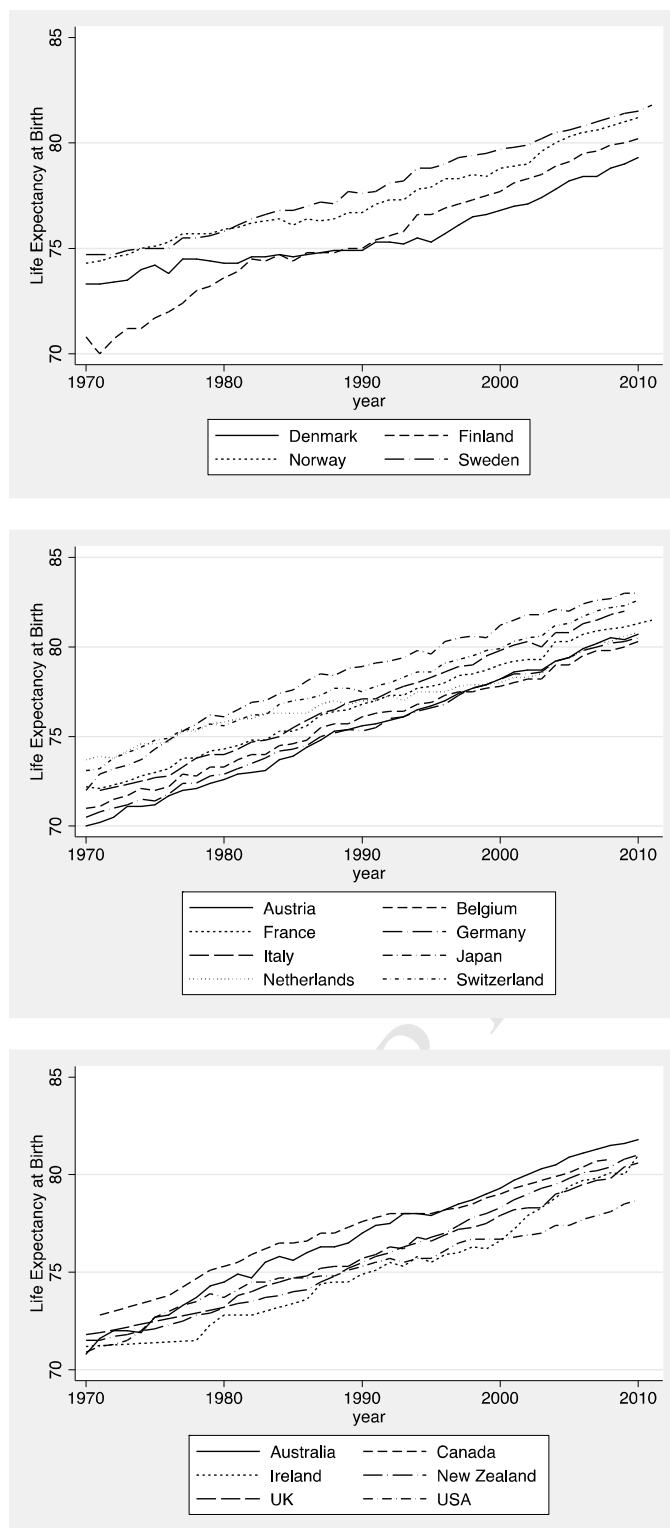 85
80
75
70
Life Expectancy at Birth
1970 1980 1990 2000 2010
year
Denmark Finland
Norway Sweden
85
80
75
70
Life Expectancy at Birth
1970 1980 1990 2000 2010
year
Austria Belgium
France Germany
Italy Japan
Netherlands Switzerland
85
80
75
70
Life Expectancy at Birth
1970 1980 1990 2000 2010
year
Australia Canada
Ireland New Zealand
UK USA